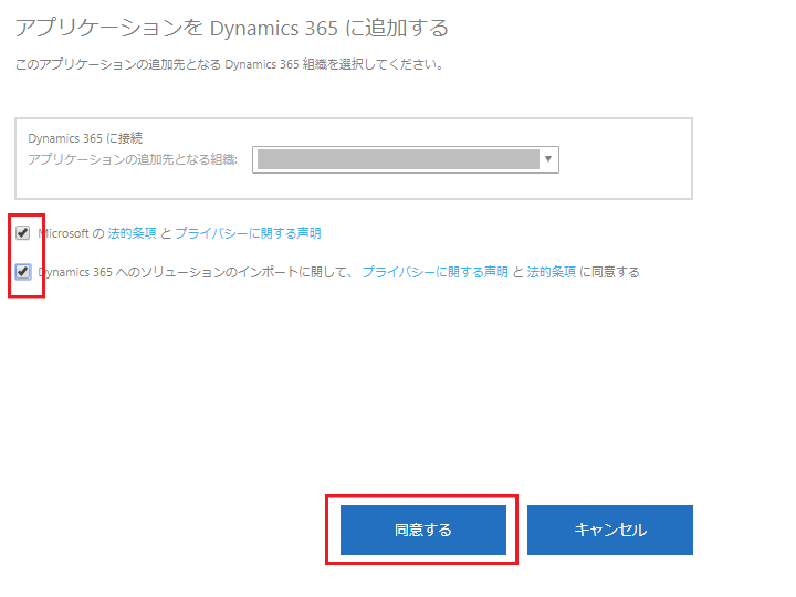 アプリケーションを Dynamics 365 に追加する
このアプリケーションの追加先となる Dynamics 365 組織を選択してください。
Dynamics 365 に接続
アプリケーションの追加先となる組織:
Microsoft の 法的条項 と プライバシーに関する声明
Dynamics 365 へのソリューションのインポートに関して、 プライバシーに関する声明 と 法的条項 に同意する
同意する キャンセル